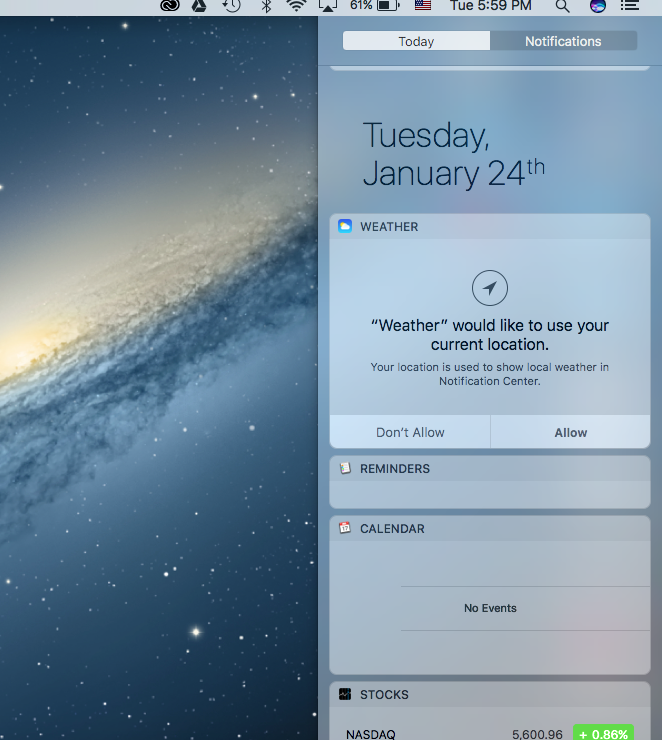 61% Tue 5:59 PM
Today Notifications
Tuesday,
January 24th
WEATHER
“Weather” would like to use your
current location.
Your location is used to show local weather in
Notification Center.
Don’t Allow Allow
REMINDERS
17
CALENDAR
No Events
STOCKS
NASDAQ 5,600.96 + 0.86%